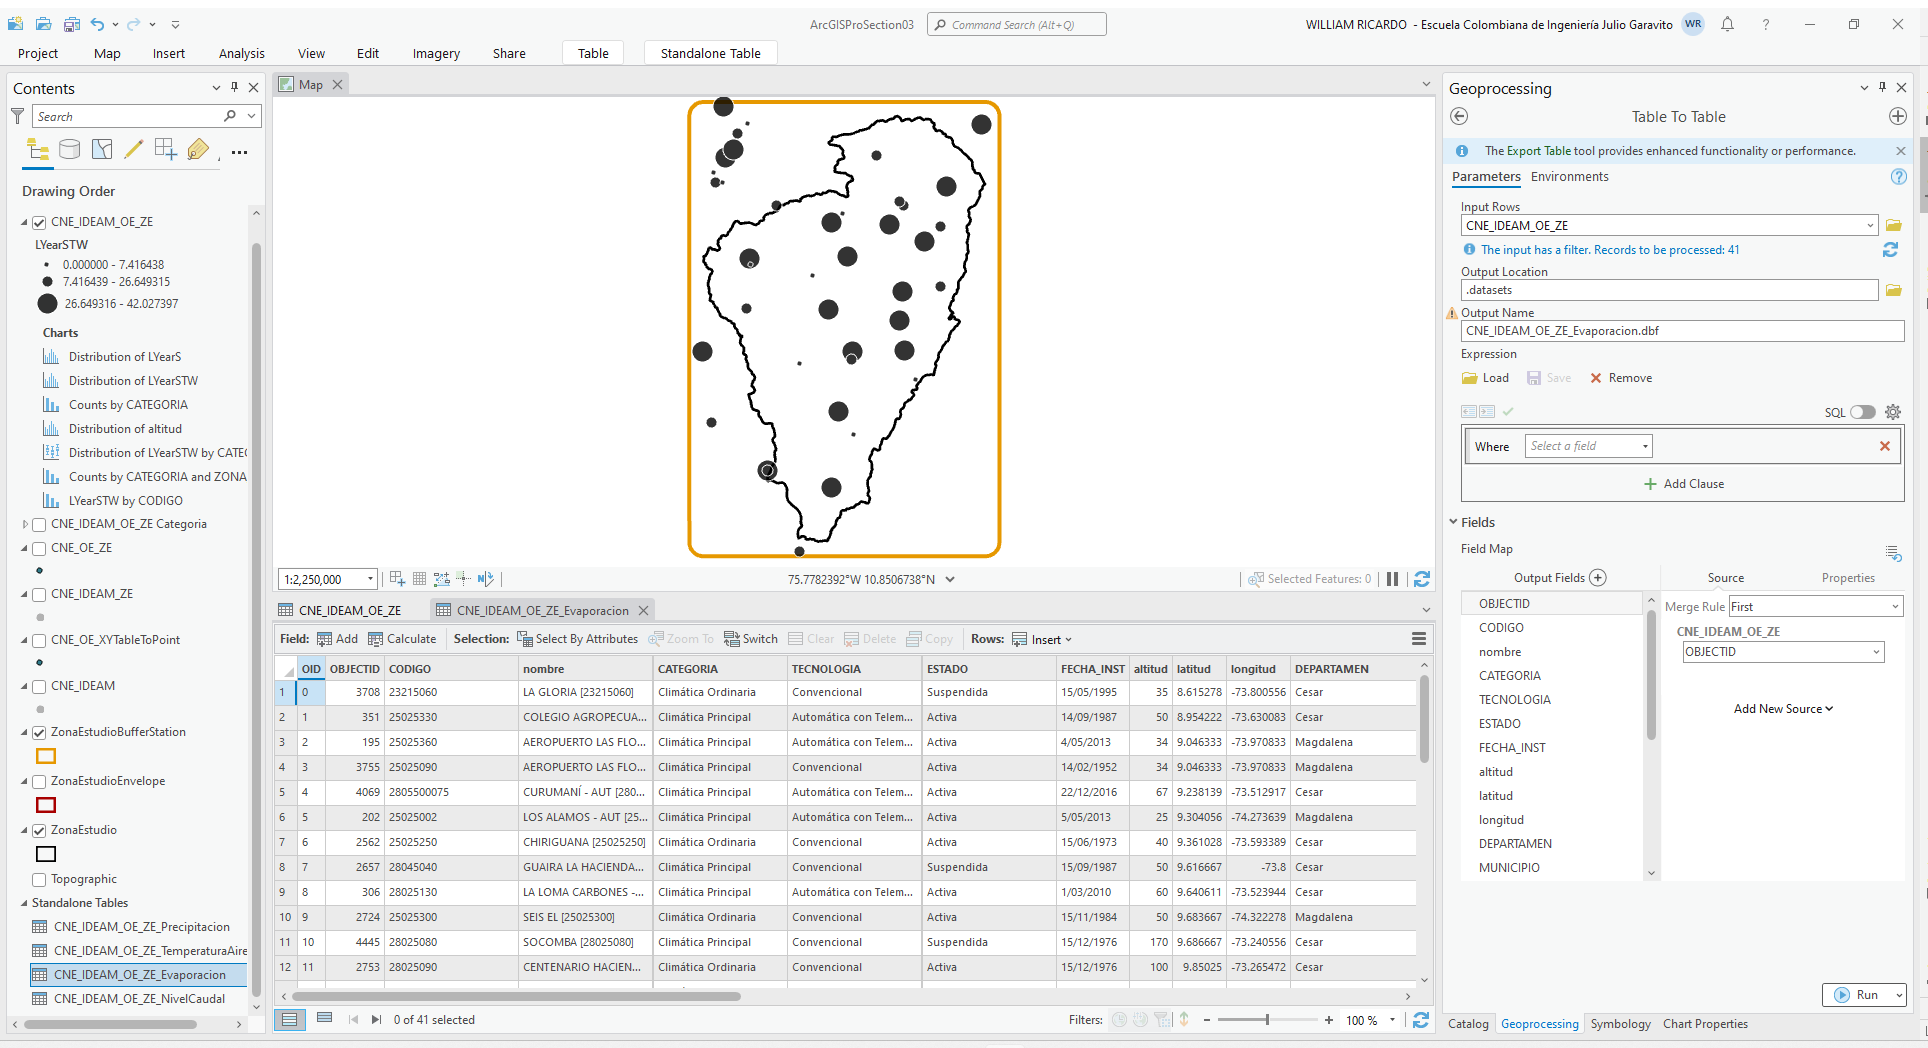 ArcGISProSection03
Command Search (Alt+Q)
WILLIAM RICARDO - Escuela Colombiana de Ingeniería Julio Garavito
WR
Project
Map
Insert
Analysis
View
Edit
Imagery
Share
Table
Standalone Table
Contents
Search
Drawing Order
CNE_IDEAM_OE_ZE
LYearSTW
0.000000 - 7.416438
7.416439 - 26.649315
26.649316 - 42.027397
Charts
Distribution of LYearS
Distribution of LYearSTW
Counts by CATEGORIA
Distribution of altitud
Distribution of LYearSTW by CATEG
Counts by CATEGORIA and ZONA
LYearSTW by CODIGO
CNE_IDEAM_OE_ZE Categoria
CNE_OE_ZE
CNE_IDEAM_ZE
CNE_OE_XYTableToPoint
CNE_IDEAM
ZonaEstudioBufferStation
ZonaEstudioEnvelope
ZonaEstudio
Topographic
Standalone Tables
CNE_IDEAM_OE_ZE_Precipitacion
CNE_IDEAM_OE_ZE_TemperaturaAire
CNE_IDEAM_OE_ZE_Evaporacion
CNE_IDEAM_OE_ZE_NivelCaudal
Map
1:2,250,000
75.7782392°W 10.8506738°N
Selected Features: 0
CNE_IDEAM_OE_ZE
CNE_IDEAM_OE_ZE_Evaporacion
Field: Add Calculate Selection: Select By Attributes Zoom To Switch Clear Delete Copy Rows: Insert
OID OBJECTID CODIGO nombre CATEGORIA TECNOLOGIA ESTADO FECHA_INST altitud latitud longitud DEPARTAMEN
1 0 3708 23215060 LA GLORIA [23215060] Climática Ordinaria Convencional Suspendida 15/05/1995 35 8.615278 -73.800556 Cesar
2 1 351 25025330 COLEGIO AGROPECUA... Climática Principal Automática con Telem... Activa 14/09/1987 50 8.954222 -73.630083 Cesar
3 2 195 25025360 AEROPUERTO LAS FLO... Climática Principal Automática con Telem... Activa 4/05/2013 34 9.046333 -73.970833 Magdalena
4 3 3755 25025090 AEROPUERTO LAS FLO... Climática Principal Convencional Activa 14/02/1952 34 9.046333 -73.970833 Magdalena
5 4 4069 2805500075 CURUMANÍ - AUT [280... Climática Principal Automática con Telem... Activa 22/12/2016 67 9.238139 -73.512917 Cesar
6 5 202 25025002 LOS ALAMOS - AUT [25... Climática Principal Automática con Telem... Activa 5/05/2013 25 9.304056 -74.273639 Magdalena
7 6 2562 25025250 CHIRIGUANA [25025250] Climática Ordinaria Convencional Activa 15/06/1973 40 9.361028 -73.593389 Cesar
8 7 2657 28045040 GUAIRA LA HACIENDA... Climática Principal Convencional Suspendida 15/09/1987 50 9.616667 -73.8 Cesar
9 8 306 28025130 LA LOMA CARBONES -... Climática Principal Automática con Telem... Activa 1/03/2010 60 9.640611 -73.523944 Cesar
10 9 2724 25025300 SEIS EL [25025300] Climática Ordinaria Convencional Activa 15/11/1984 50 9.683667 -74.322278 Magdalena
11 10 4445 28025080 SOCOMBA [28025080] Climática Principal Convencional Suspendida 15/12/1976 170 9.686667 -73.240556 Cesar
12 11 2753 28025090 CENTENARIO HACIEN... Climática Ordinaria Convencional Activa 15/12/1976 100 9.85025 -73.265472 Cesar
0 of 41 selected
Filters:
100 %
Geoprocessing
Table To Table
The Export Table tool provides enhanced functionality or performance.
Parameters
Environments
Input Rows
CNE_IDEAM_OE_ZE
The input has a filter. Records to be processed: 41
Output Location
.datasets
Output Name
CNE_IDEAM_OE_ZE_Evaporacion.dbf
Expression
Load
Save
Remove
SQL
Where
Select a field
Add Clause
Fields
Field Map
Output Fields
Source
Properties
OBJECTID
CODIGO
nombre
CATEGORIA
TECNOLOGIA
ESTADO
FECHA_INST
altitud
latitud
longitud
DEPARTAMEN
MUNICIPIO
Merge Rule First
CNE_IDEAM_OE_ZE
OBJECTID
Add New Source
Run
Catalog
Geoprocessing
Symbology
Chart Properties